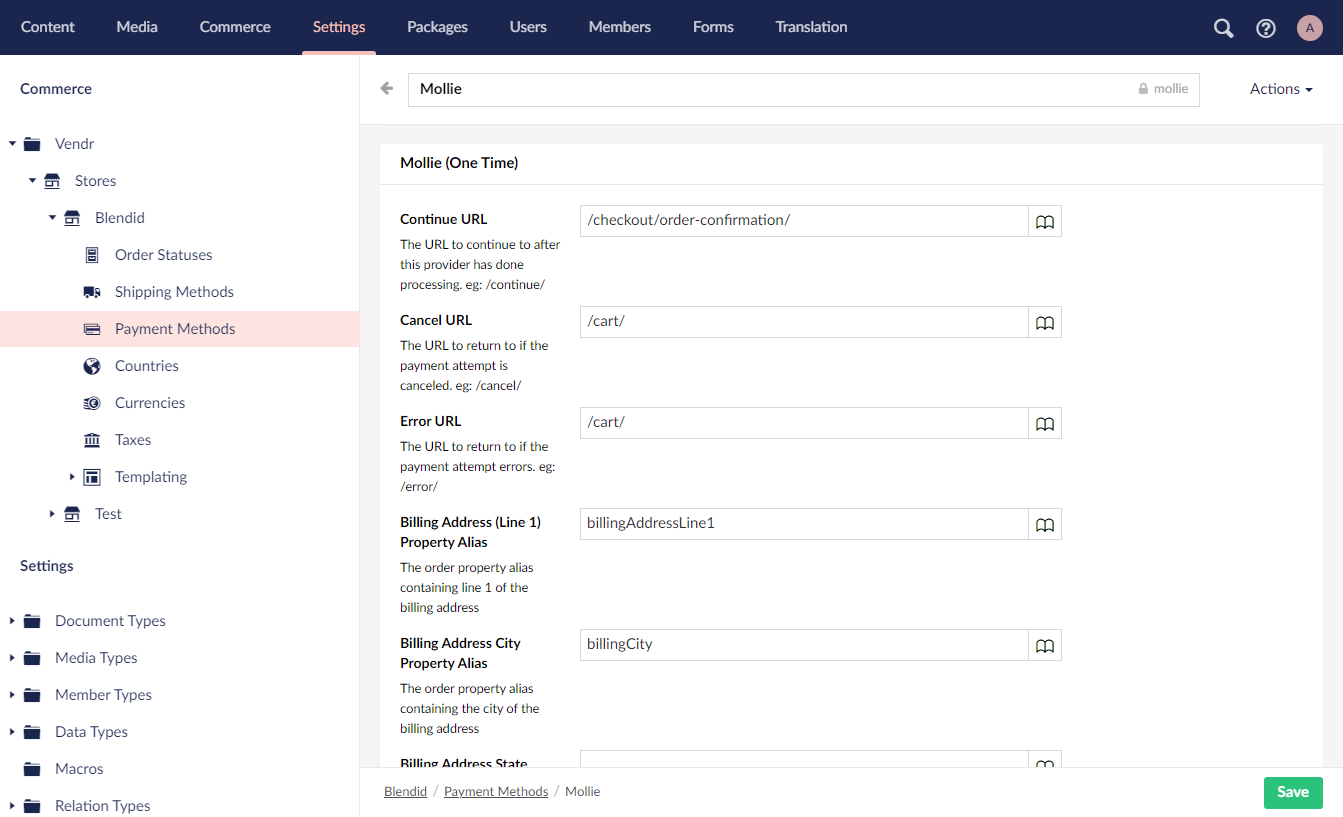 Content Media Commerce Settings Packages Users Members Forms Translation A
Commerce
Vendr
Stores
Blendid
Order Statuses
Shipping Methods
Payment Methods
Countries
Currencies
Taxes
Templating
Test
Settings
Document Types
Media Types
Member Types
Data Types
Macros
Relation Types
Mollie mollie Actions
Mollie (One Time)
Continue URL /checkout/order-confirmation/
The URL to continue to after
this provider has done
processing. eg: /continue/
Cancel URL /cart/
The URL to return to if the
payment attempt is
canceled. eg: /cancel/
Error URL /cart/
The URL to return to if the
payment attempt errors. eg:
/error/
Billing Address (Line 1) billingAddressLine1
Property Alias
The order property alias
containing line 1 of the
billing address
Billing Address City billingCity
Property Alias
The order property alias
containing the city of the
billing address
Billing Address State
Blendid / Payment Methods / Mollie Save